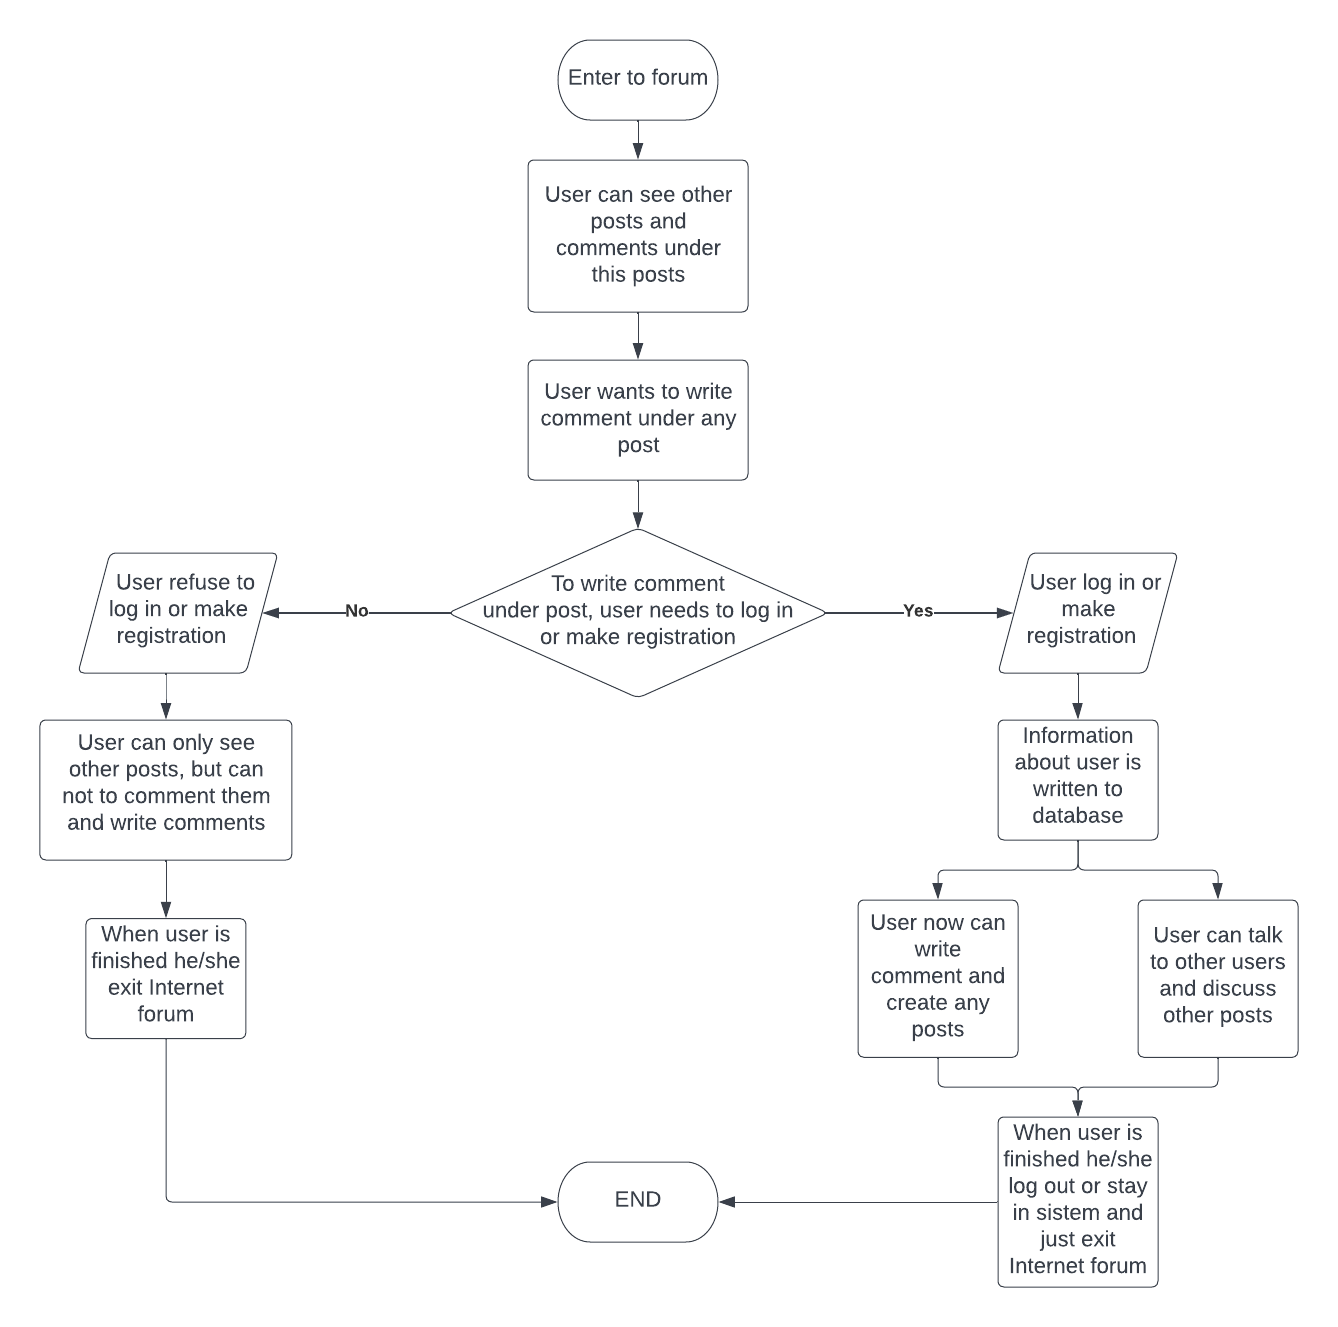 Enter to forum
User can see other
posts and
comments under
this posts
User wants to write
comment under any
post
To write comment
under post, user needs to log in
or make registration
No
Yes
User refuse to
log in or make
registration
User log in or
make
registration
User can only see
other posts, but can
not to comment them
and write comments
Information
about user is
written to
database
When user is
finished he/she
exit Internet
forum
User now can
write
comment and
create any
posts
User can talk
to other users
and discuss
other posts
When user is
finished he/she
log out or stay
in sistem and
just exit
Internet forum
END